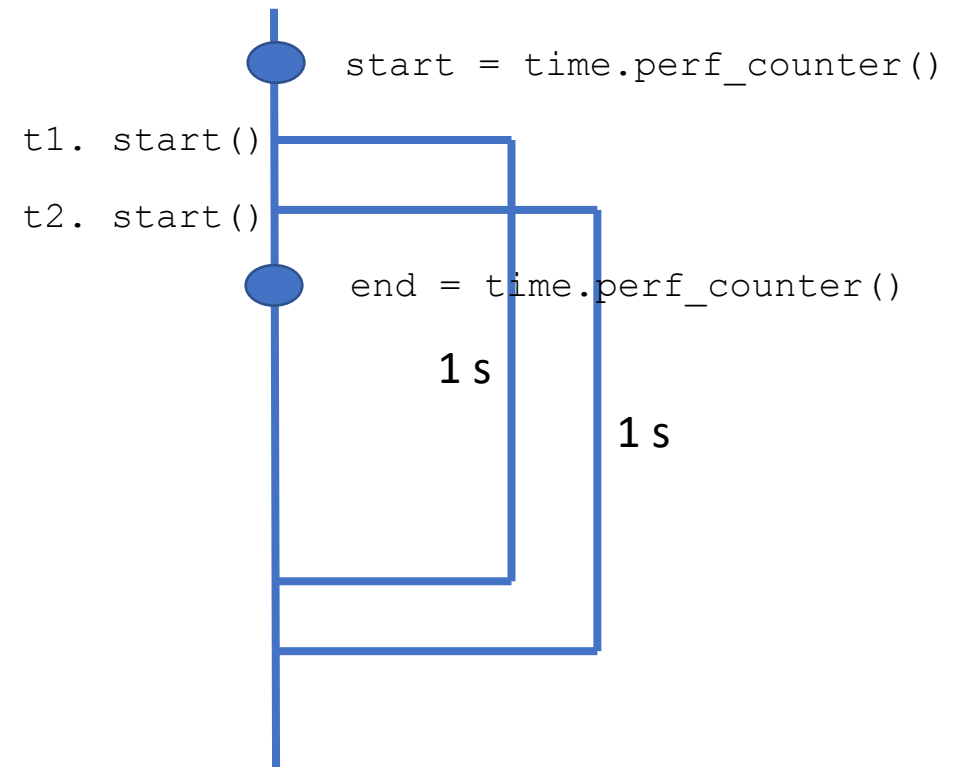 start = time.perf_counter()
t1. start()
t2. start()
end = time.perf_counter()
1 s
1 s